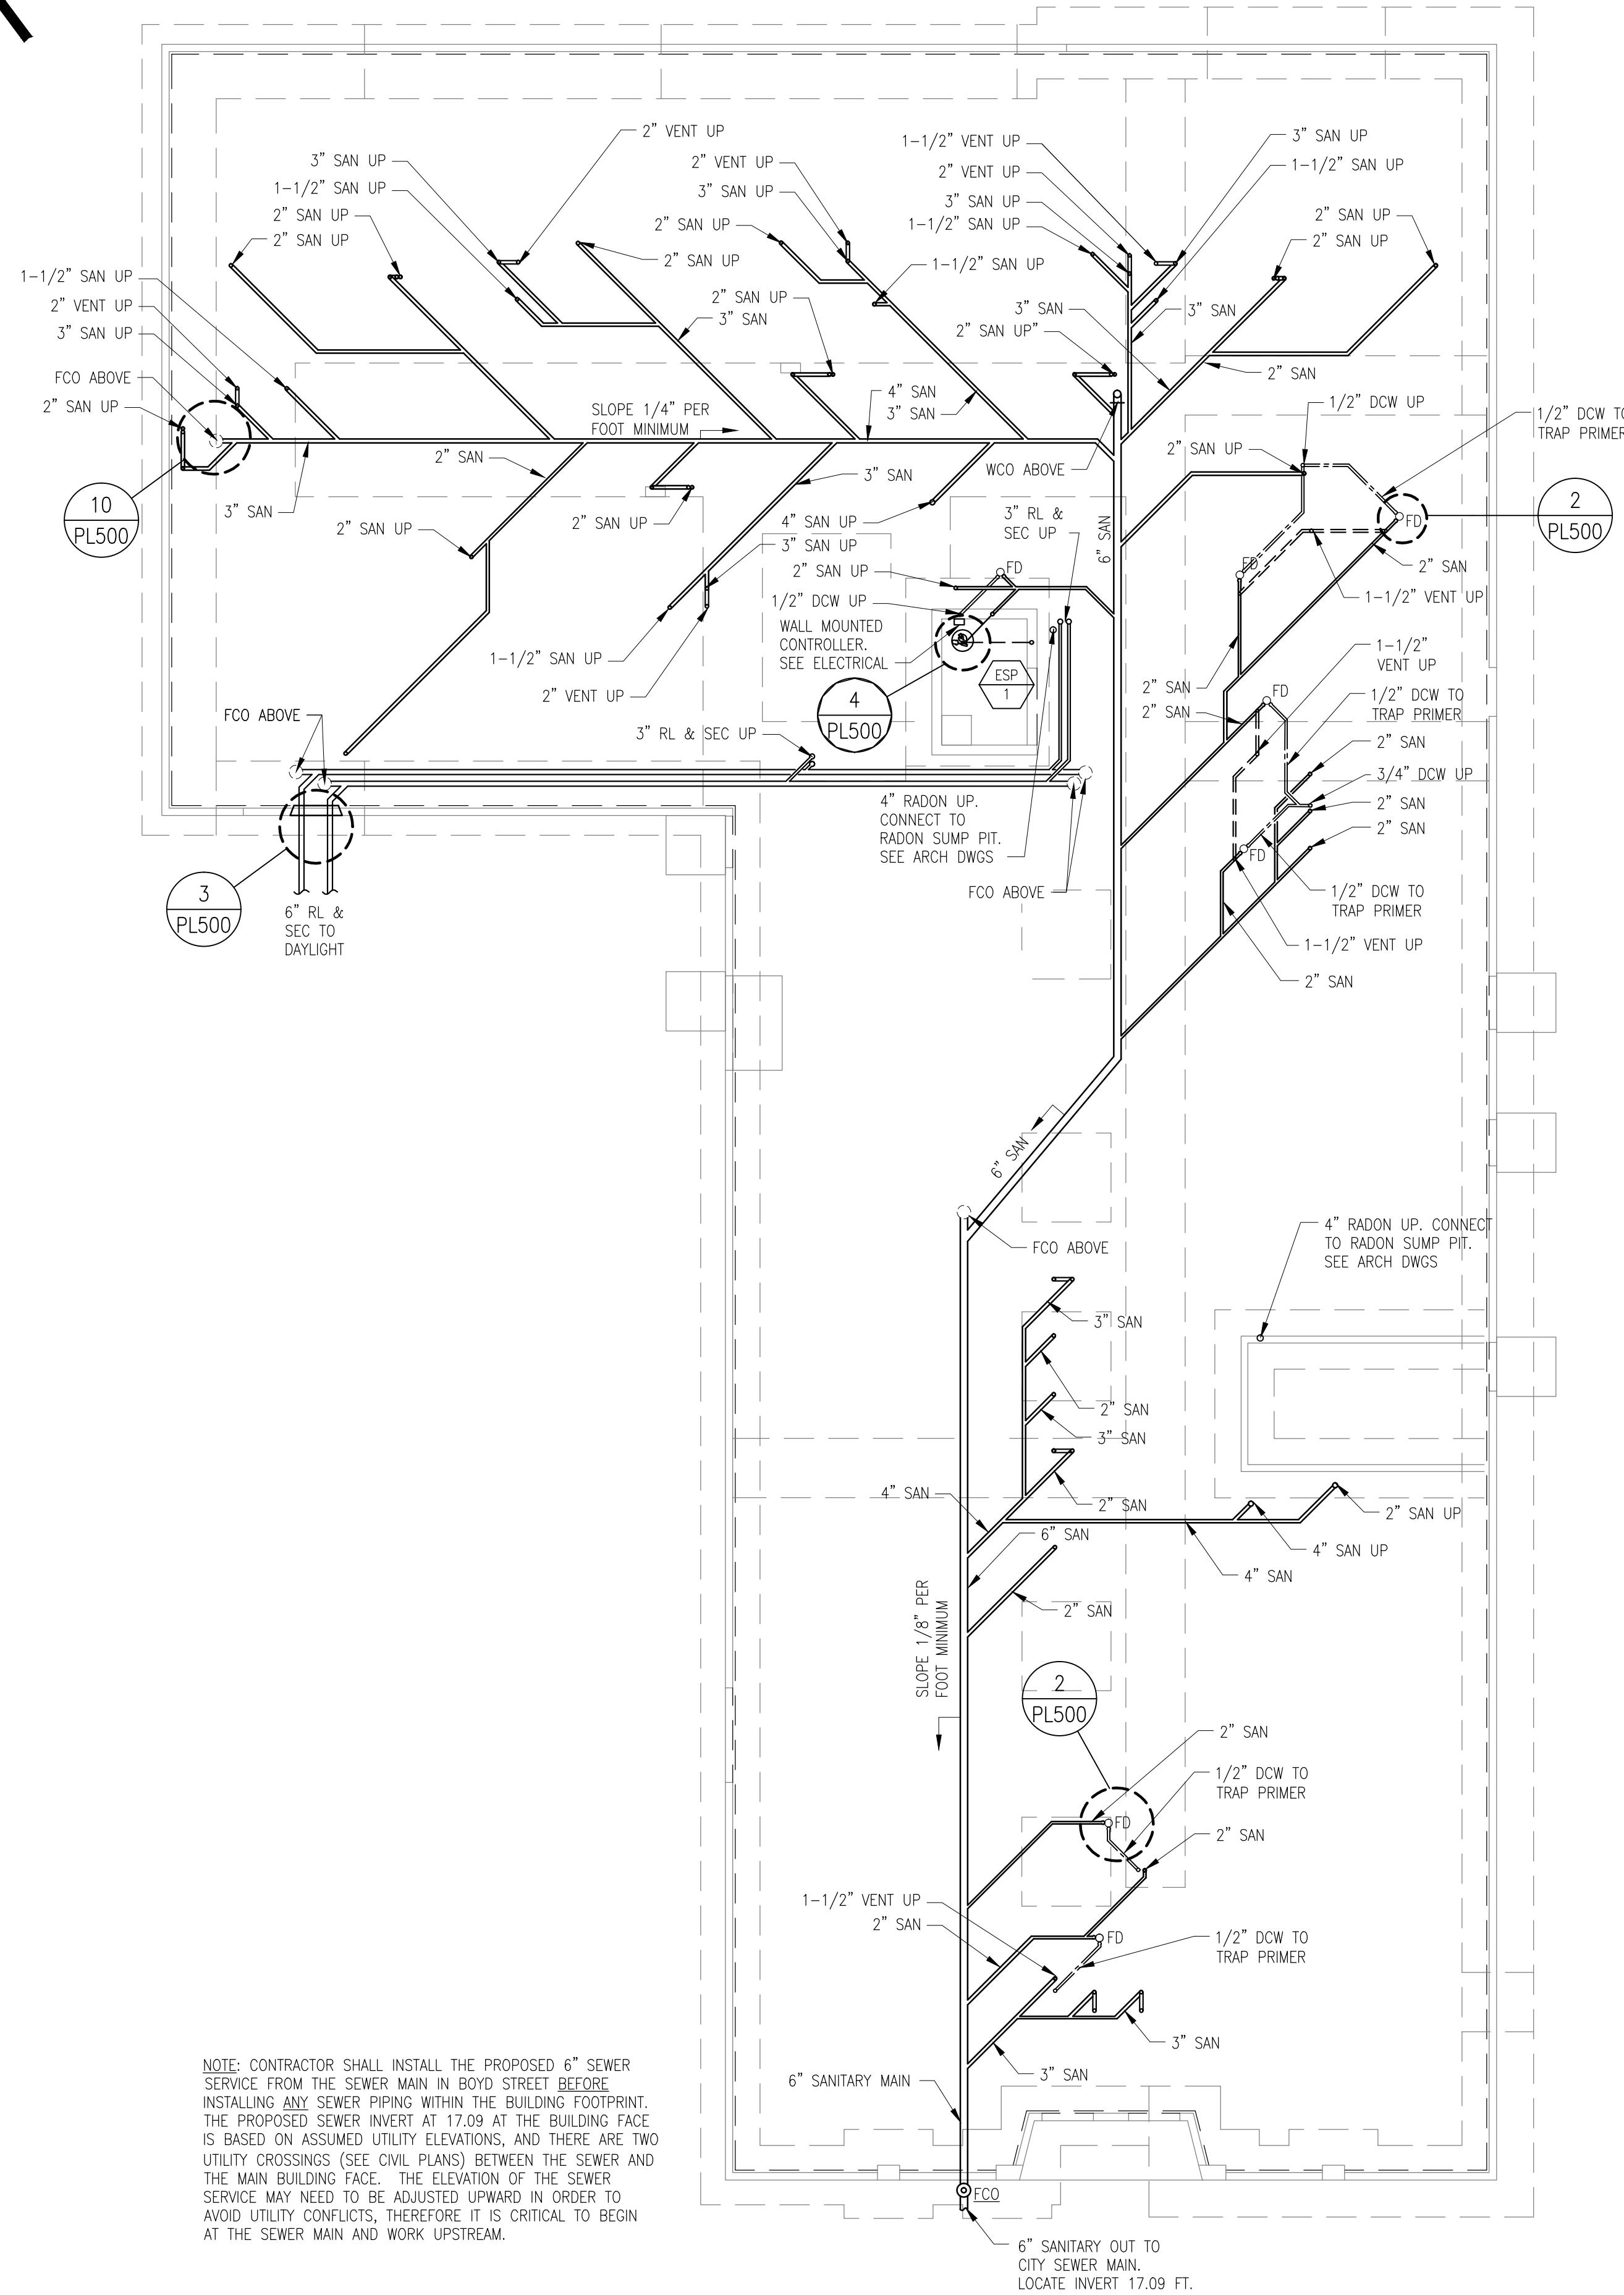 2" VENT UP
3" SAN UP
1-1/2" SAN UP
2" SAN UP
2" SAN UP
1-1/2" SAN UP
2" VENT UP
3" SAN UP
FCO ABOVE
2" SAN UP
2" VENT UP
3" SAN UP
2" SAN UP
2" SAN UP
1-1/2" SAN UP
2" SAN UP
3" SAN
1-1/2" VENT UP
2" VENT UP
3" SAN UP
1-1/2" SAN UP
3" SAN UP
1-1/2" SAN UP
2" SAN UP
2" SAN UP
3" SAN
3" SAN
2" SAN UP"
2" SAN
4" SAN
3" SAN
SLOPE 1/4" PER
FOOT MINIMUM
10
PL500
3" SAN
2" SAN
2" SAN UP
2" SAN UP
3" SAN
4" SAN UP
3" SAN UP
1-1/2" SAN UP
2" VENT UP
WCO ABOVE
3" RL &
SEC UP
6" SAN
2" SAN UP
1/2" DCW UP
FD
WALL MOUNTED
CONTROLLER.
SEE ELECTRICAL
ESP
1
4
PL500
1/2" DCW UP
2" SAN UP
1/2" DCW TO
FD
2
PL500
FD
2" SAN
1-1/2" VENT UP
2" SAN
2" SAN
FD
1-1/2"
VENT UP
1/2" DCW TO
TRAP PRIMER
2" SAN
3/4" DCW UP
2" SAN
2" SAN
FD
1/2" DCW TO
TRAP PRIMER
1-1/2" VENT UP
2" SAN
FCO ABOVE
3" RL & SEC UP
4" RADON UP.
CONNECT TO
RADON SUMP PIT.
SEE ARCH DWGS
FCO ABOVE
3
PL500
6" RL &
SEC TO
DAYLIGHT
6" SAN
FCO ABOVE
4" RADON UP. CONNECT
TO RADON SUMP PIT.
SEE ARCH DWGS
3" SAN
2" SAN
3" SAN
4" SAN
2" SAN
6" SAN
2" SAN UP
4" SAN UP
4" SAN
2" SAN
SLOPE 1/8" PER
FOOT MINIMUM
2
PL500
2" SAN
1/2" DCW TO
TRAP PRIMER
FD
2" SAN
1-1/2" VENT UP
2" SAN
FD
1/2" DCW TO
TRAP PRIMER
3" SAN
3" SAN
6" SANITARY MAIN
NOTE: CONTRACTOR SHALL INSTALL THE PROPOSED 6" SEWER
SERVICE FROM THE SEWER MAIN IN BOYD STREET BEFORE
INSTALLING ANY SEWER PIPING WITHIN THE BUILDING FOOTPRINT.
THE PROPOSED SEWER INVERT AT 17.09 AT THE BUILDING FACE
IS BASED ON ASSUMED UTILITY ELEVATIONS, AND THERE ARE TWO
UTILITY CROSSINGS (SEE CIVIL PLANS) BETWEEN THE SEWER AND
THE MAIN BUILDING FACE. THE ELEVATION OF THE SEWER
SERVICE MAY NEED TO BE ADJUSTED UPWARD IN ORDER TO
AVOID UTILITY CONFLICTS, THEREFORE IT IS CRITICAL TO BEGIN
AT THE SEWER MAIN AND WORK UPSTREAM.
FCO
6" SANITARY OUT TO
CITY SEWER MAIN.
LOCATE INVERT 17.09 FT.